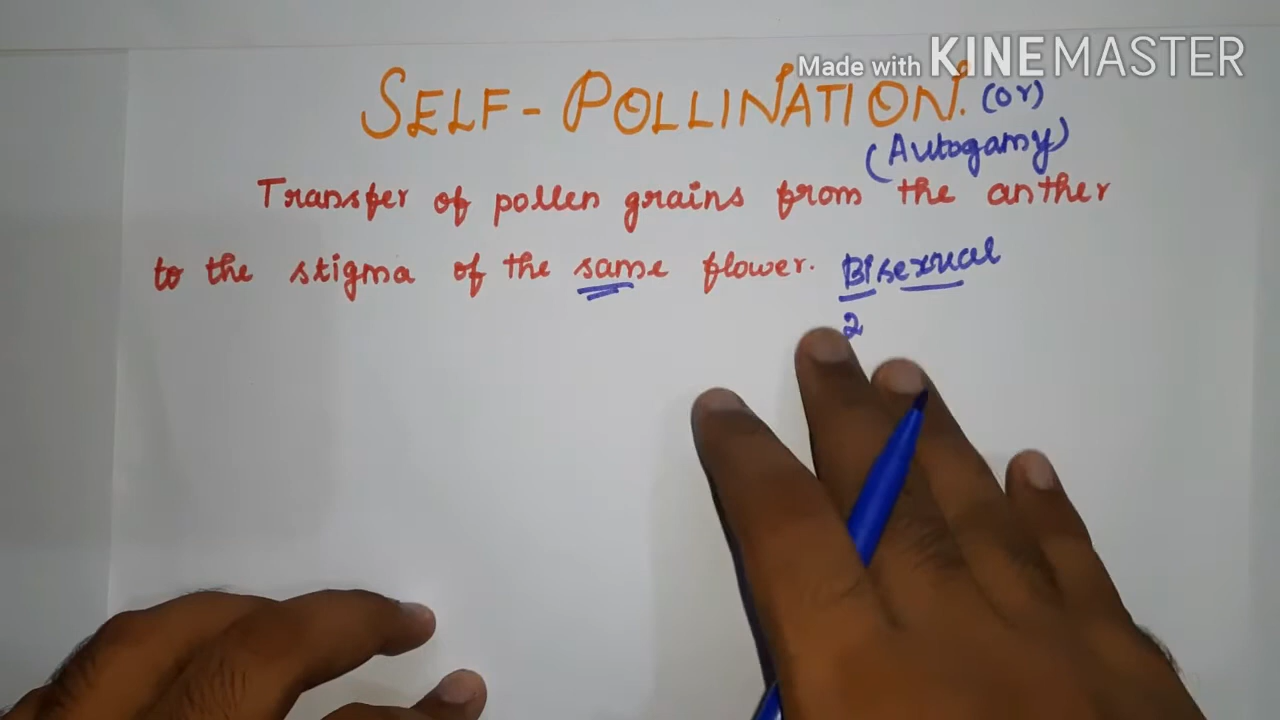 Made with KINEMASTER
SELF-POLLINATION. (or)
(Autogamy)
Transfer of pollen grains from the anther
to the stigma of the same flower. Bisexual
2